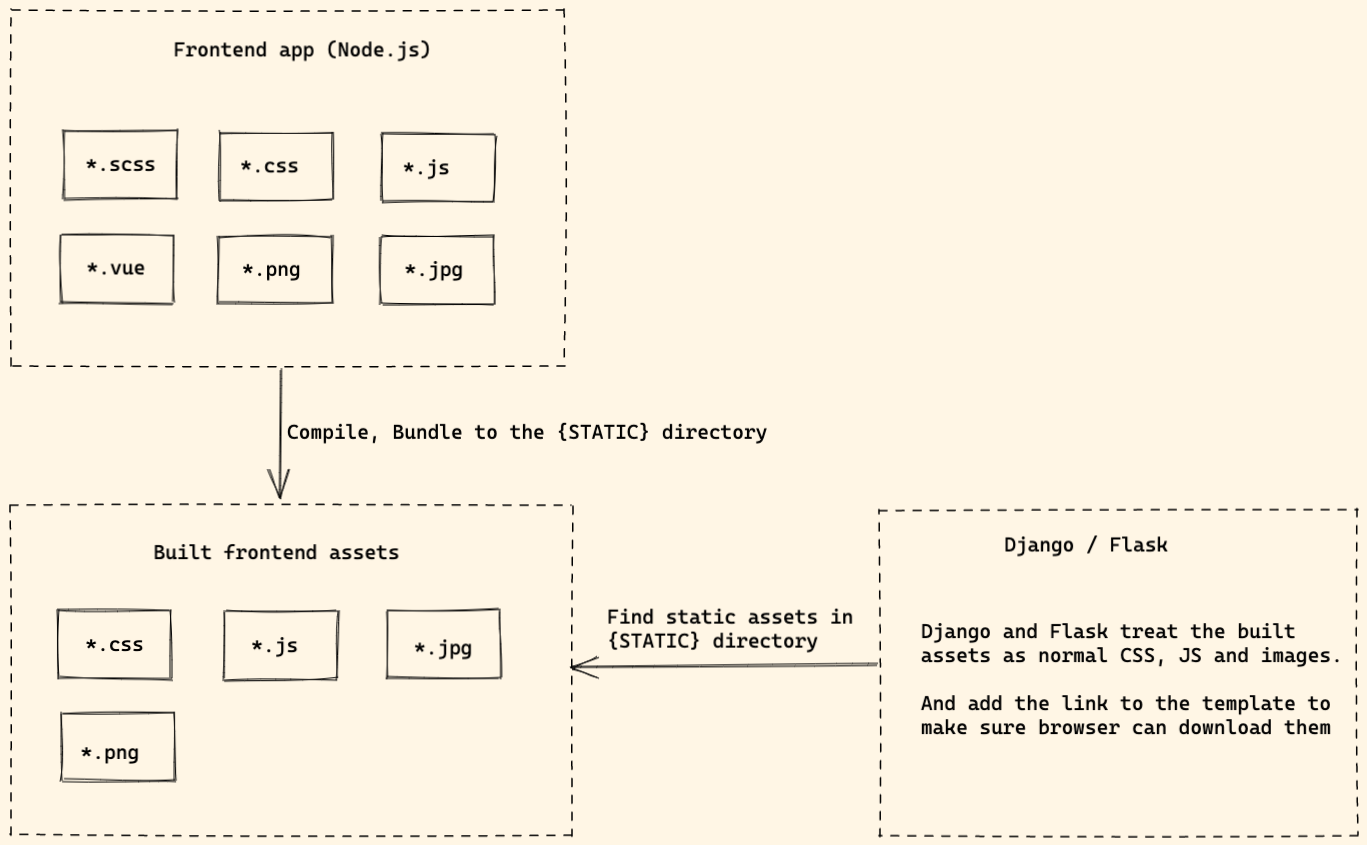 Frontend app (Node.js)
*.scss
*.css
*.js
*.vue
*.png
*.jpg
Compile, Bundle to the {STATIC} directory
Built frontend assets
*.css
*.js
*.jpg
*.png
Find static assets in
{STATIC} directory
Django / Flask
Django and Flask treat the built
assets as normal CSS, JS and images.
And add the link to the template to
make sure browser can download them